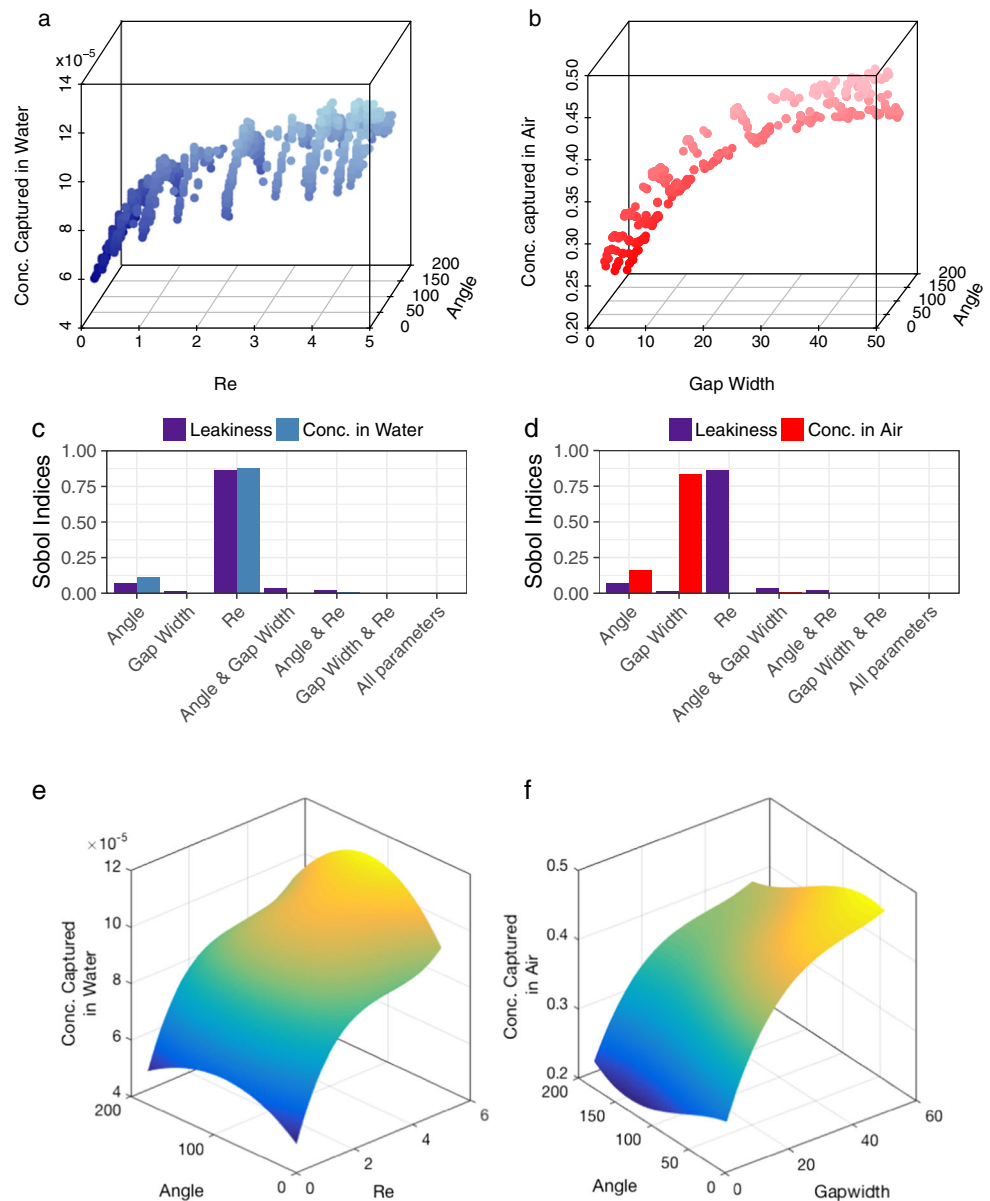 a
×10⁻⁵
14
12
10
8
6
4
Conc. Captured in Water
0
1
2
3
4
5
Re
0
50
100
150
200
Angle
b
0.50
0.45
0.40
0.35
0.30
0.25
0.20
Conc. captured in Air
0
10
20
30
40
50
Gap Width
0
50
100
150
200
Angle
c
Leakiness
Conc. in Water
1.00
0.75
0.50
0.25
0.00
Sobol Indices
Angle
Gap Width
Re
Angle & Gap Width
Angle & Re
Gap Width & Re
All parameters
d
Leakiness
Conc. in Air
1.00
0.75
0.50
0.25
0.00
Sobol Indices
Angle
Gap Width
Re
Angle & Gap Width
Angle & Re
Gap Width & Re
All parameters
e
×10⁻⁵
12
10
8
6
4
Conc. Captured
in Water
200
100
0
Angle
0
2
4
6
Re
f
0.5
0.4
0.3
0.2
Conc. Captured
in Air
200
150
100
50
0
Angle
0
20
40
60
Gapwidth